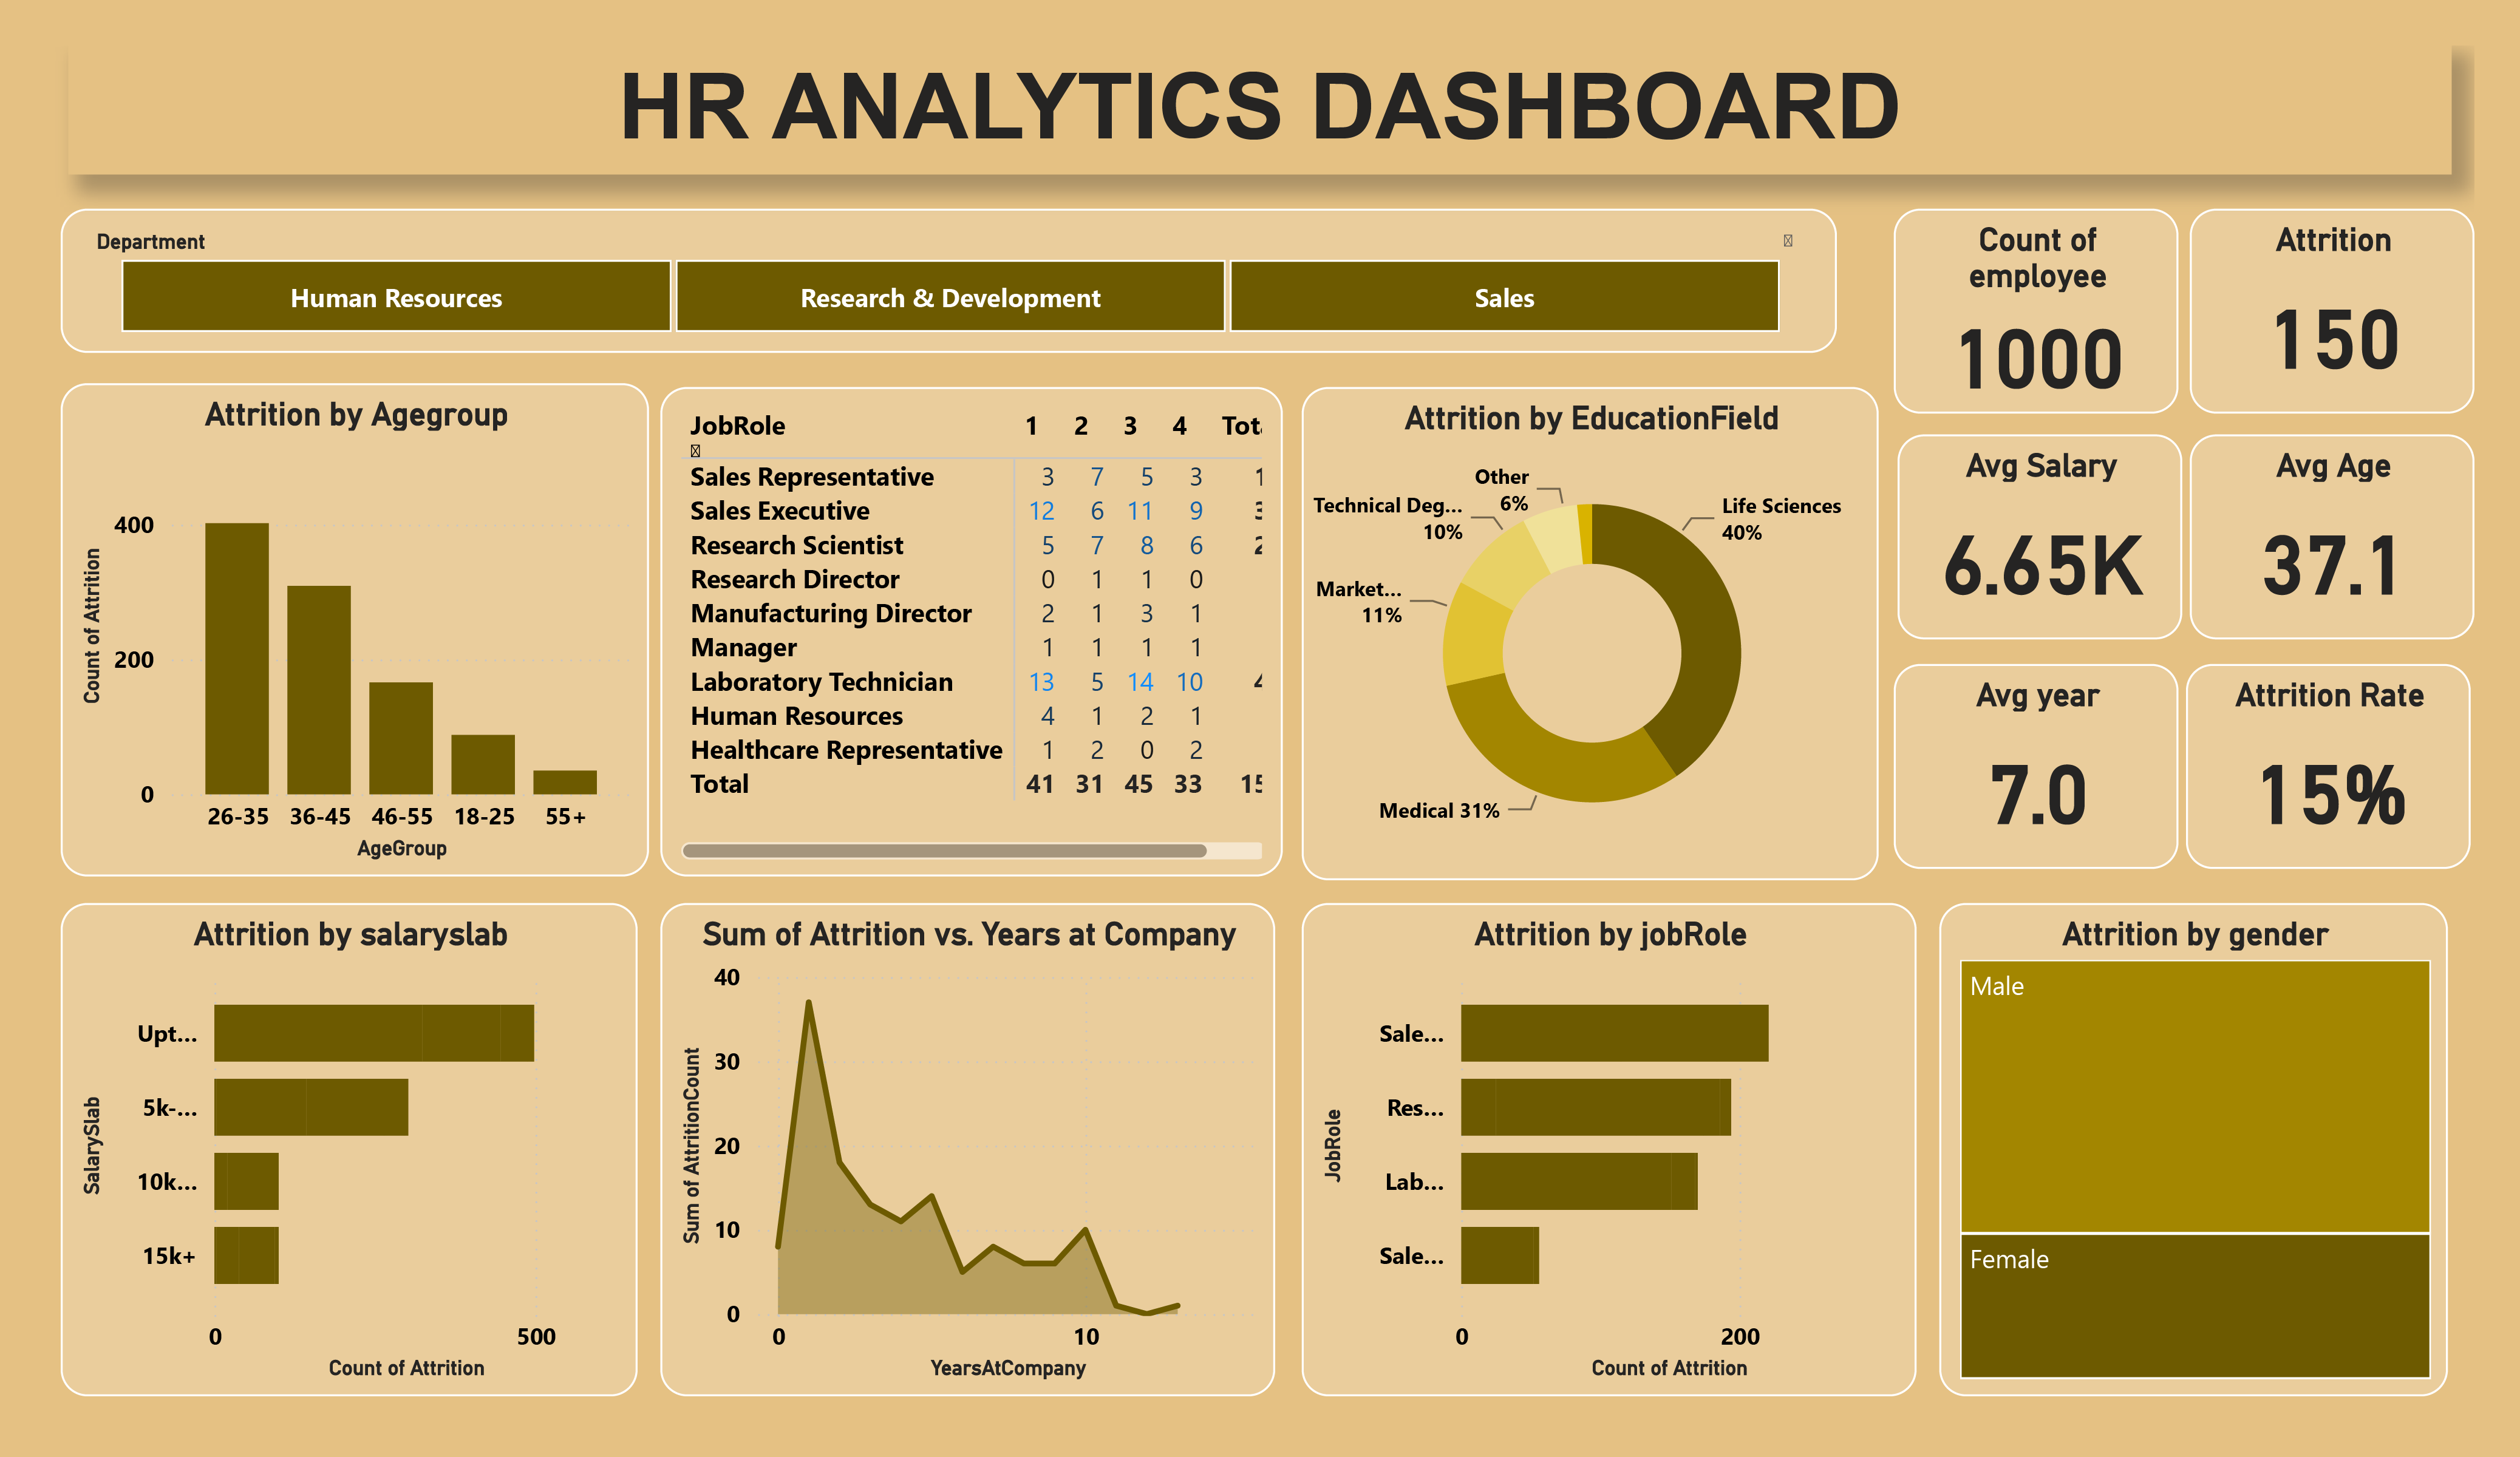 HR ANALYTICS DASHBOARD
Department
Human Resources
Research & Development
Sales
Count of
employee
1000
Attrition
150
Attrition by Agegroup
Count of Attrition
400
200
0
26-35 36-45 46-55 18-25 55+
AgeGroup
JobRole 1 2 3 4
Sales Representative 3 7 5 3
Sales Executive 12 6 11 9
Research Scientist 5 7 8 6
Research Director 0 1 1 0
Manufacturing Director 2 1 3 1
Manager 1 1 1 1
Laboratory Technician 13 5 14 10
Human Resources 4 1 2 1
Healthcare Representative 1 2 0 2
Total 41 31 45 33
Attrition by EducationField
Other
6%
Technical Deg...
10%
Market...
11%
Medical 31%
Life Sciences
40%
Avg Salary
6.65K
Avg Age
37.1
Avg year
7.0
Attrition Rate
15%
Attrition by salaryslab
SalarySlab
Upt...
5k-...
10k...
15k+
0 500
Count of Attrition
Sum of Attrition vs. Years at Company
Sum of AttritionCount
40
30
20
10
0
0 10
YearsAtCompany
Attrition by jobRole
JobRole
Sale...
Res...
Lab...
Sale...
0 200
Count of Attrition
Attrition by gender
Male
Female